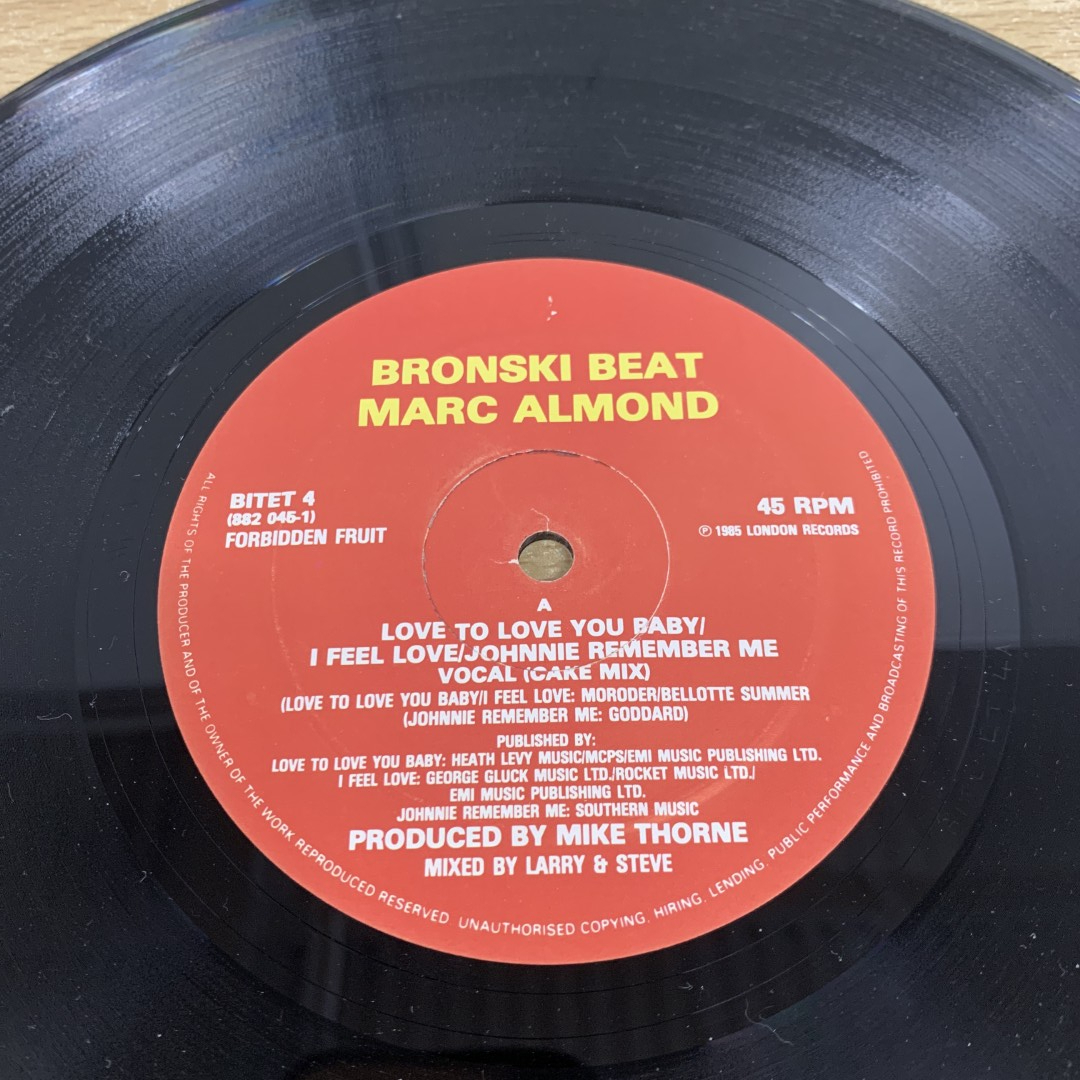 BRONSKI BEAT
MARC ALMOND
BITET 4
(882 045-1)
FORBIDDEN FRUIT
45 RPM
℗ 1985 LONDON RECORDS
A
LOVE TO LOVE YOU BABY/
I FEEL LOVE/JOHNNIE REMEMBER ME
VOCAL (CAKE MIX)
(LOVE TO LOVE YOU BABY/I FEEL LOVE: MORODER/BELLOTTE SUMMER
(JOHNNIE REMEMBER ME: GODDARD)
PUBLISHED BY:
LOVE TO LOVE YOU BABY: HEATH LEVY MUSIC/MCPS/EMI MUSIC PUBLISHING LTD.
I FEEL LOVE: GEORGE GLUCK MUSIC LTD./ROCKET MUSIC LTD./
EMI MUSIC PUBLISHING LTD.
JOHNNIE REMEMBER ME: SOUTHERN MUSIC
PRODUCED BY MIKE THORNE
MIXED BY LARRY & STEVE
ALL RIGHTS OF THE PRODUCER AND OF THE OWNER OF THE WORK REPRODUCED RESERVED UNAUTHORISED COPYING, HIRING, LENDING, PUBLIC PERFORMANCE AND BROADCASTING OF THIS RECORD PROHIBITED